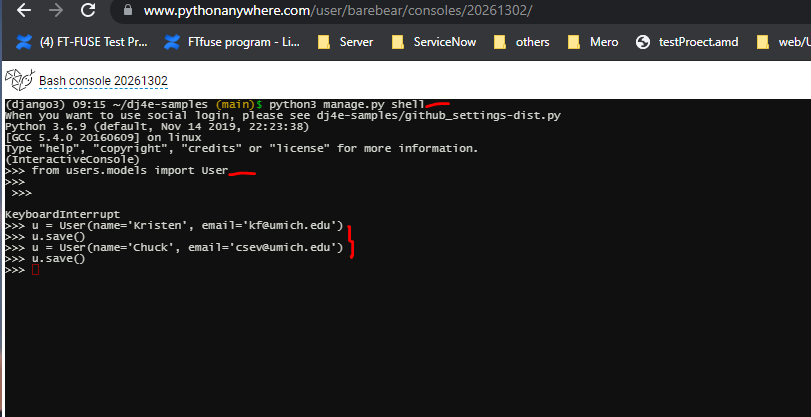 www.pythonanywhere.com/user/barebear/consoles/20261302/
(4) FT-FUSE Test Pr... FTfuse program - Li... Server ServiceNow others Mero testProect.amd web/U
Bash console 20261302
(django3) 09:15 ~/dj4e-samples (main)$ python3 manage.py shell
When you want to use social login, please see dj4e-samples/github_settings-dist.py
Python 3.6.9 (default, Nov 14 2019, 22:23:38)
[GCC 5.4.0 20160609] on linux
Type "help", "copyright", "credits" or "license" for more information.
(InteractiveConsole)
>>> from users.models import User
>>>
>>>
KeyboardInterrupt
>>> u = User(name='Kristen', email='kf@umich.edu')
>>> u.save()
>>> u = User(name='Chuck', email='csev@umich.edu')
>>> u.save()
>>>